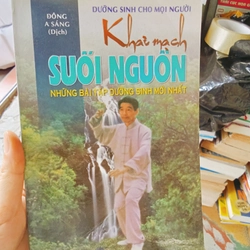 DƯỠNG SINH CHO MỌI NGƯỜI
ĐÔNG
A SÁNG
(Dịch)
Khai mạch
SUỐI NGUỒN
NHỮNG BÀI TẬP DƯỠNG SINH MỚI NHẤT